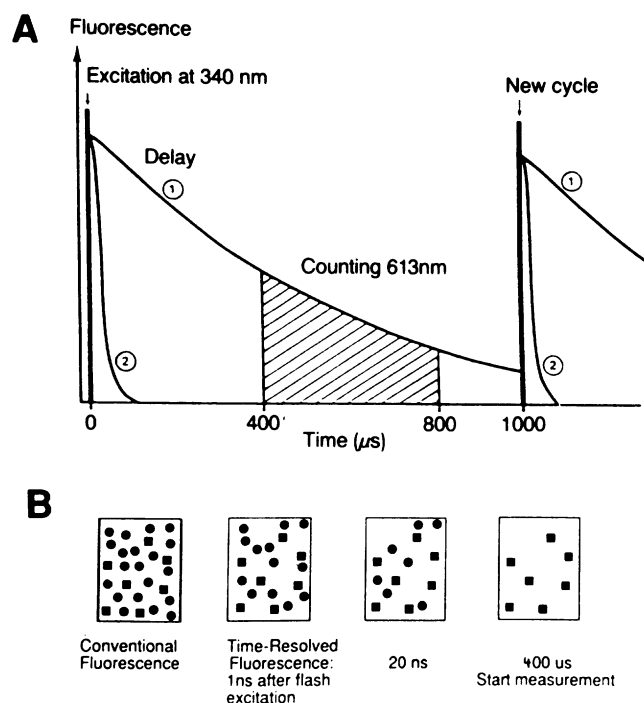 A
Fluorescence
Excitation at 340 nm
New cycle
Delay
1
1
Counting 613nm
2
2
0
400
800
1000
Time (μs)
B
Conventional
Fluorescence
Time-Resolved
Fluorescence:
1ns after flash
excitation
20 ns
400 us
Start measurement